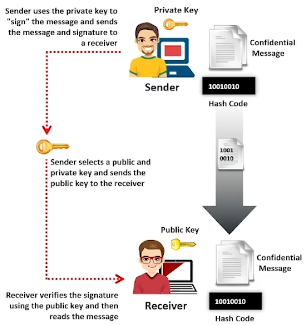 Sender uses the private key to
"sign" the message and sends
the message and signature to
a receiver
Private Key
Confidential
Message
10010010
Sender
Hash Code
1001
0010
Sender selects a public and
private key and sends the
public key to the receiver
Public Key
Confidential
Message
Receiver verifies the signature
using the public key and then
reads the message
Receiver
10010010
Hash Code